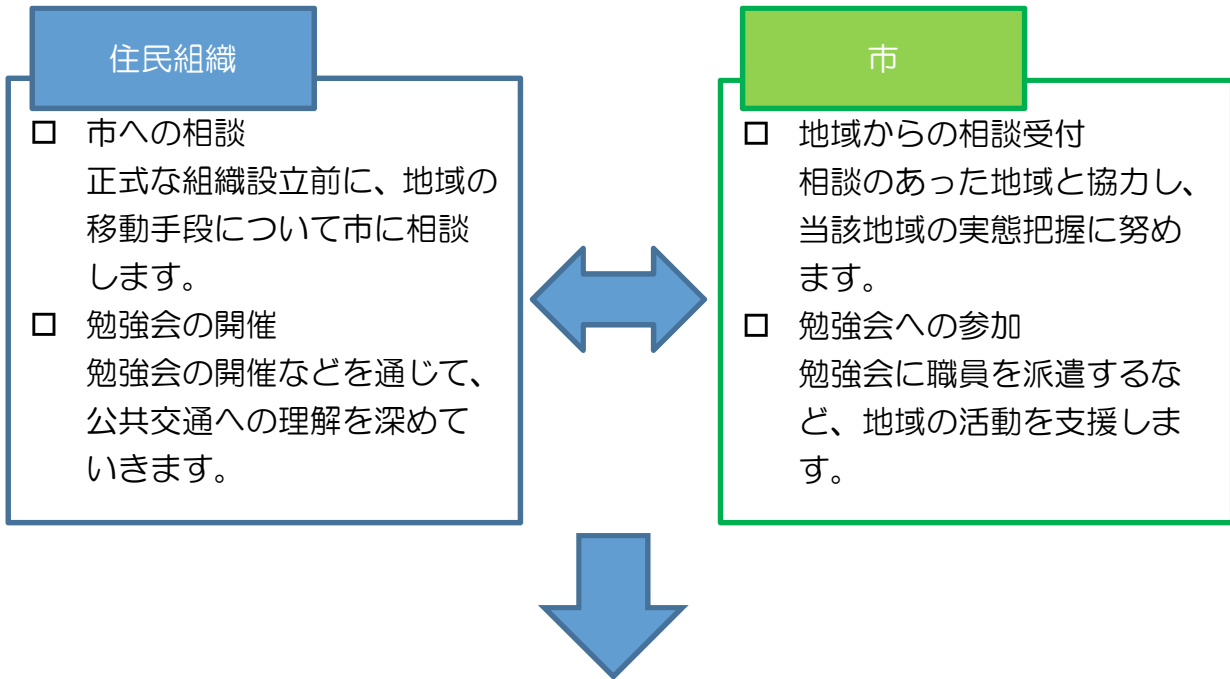 住民組織
□ 市への相談
正式な組織設立前に、地域の
移動手段について市に相談
します。
□ 勉強会の開催
勉強会の開催などを通じて、
公共交通への理解を深めて
いきます。
市
□ 地域からの相談受付
相談のあった地域と協力し、
当該地域の実態把握に努め
ます。
□ 勉強会への参加
勉強会に職員を派遣するな
ど、地域の活動を支援しま
す。